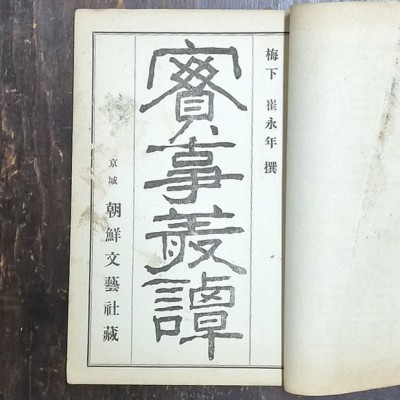 梅下 崔永年 撰
實事叢譚
京城 朝鮮文藝社藏